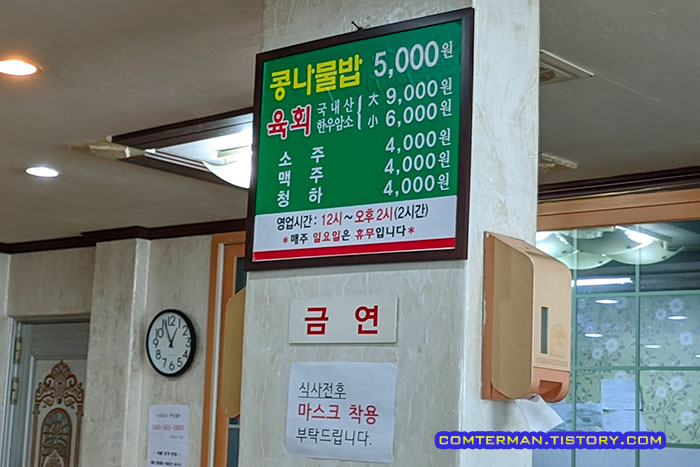 콩나물밥 5,000원
육회 국내산 한우암소 { 大 9,000원
小 6,000원
소주 4,000원
맥주 4,000원
청하 4,000원
영업시간 : 12시~오후2시(2시간)
*매주 일요일은 휴무입니다*
금연
식사전후
마스크 착용
부탁드립니다.
COMTERMAN.TISTORY.COM